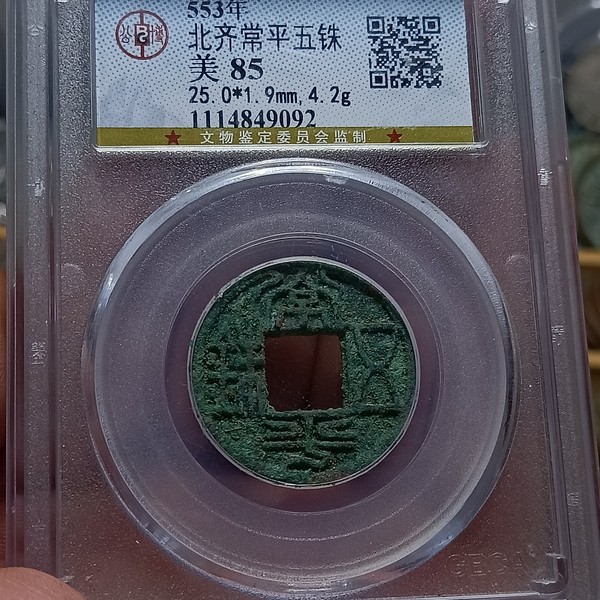 553年
北齐常平五铢
美 85
25.0*1.9mm,4.2g
1114849092
★ 文物鉴定委员会监制 ★
常
五
銖
平